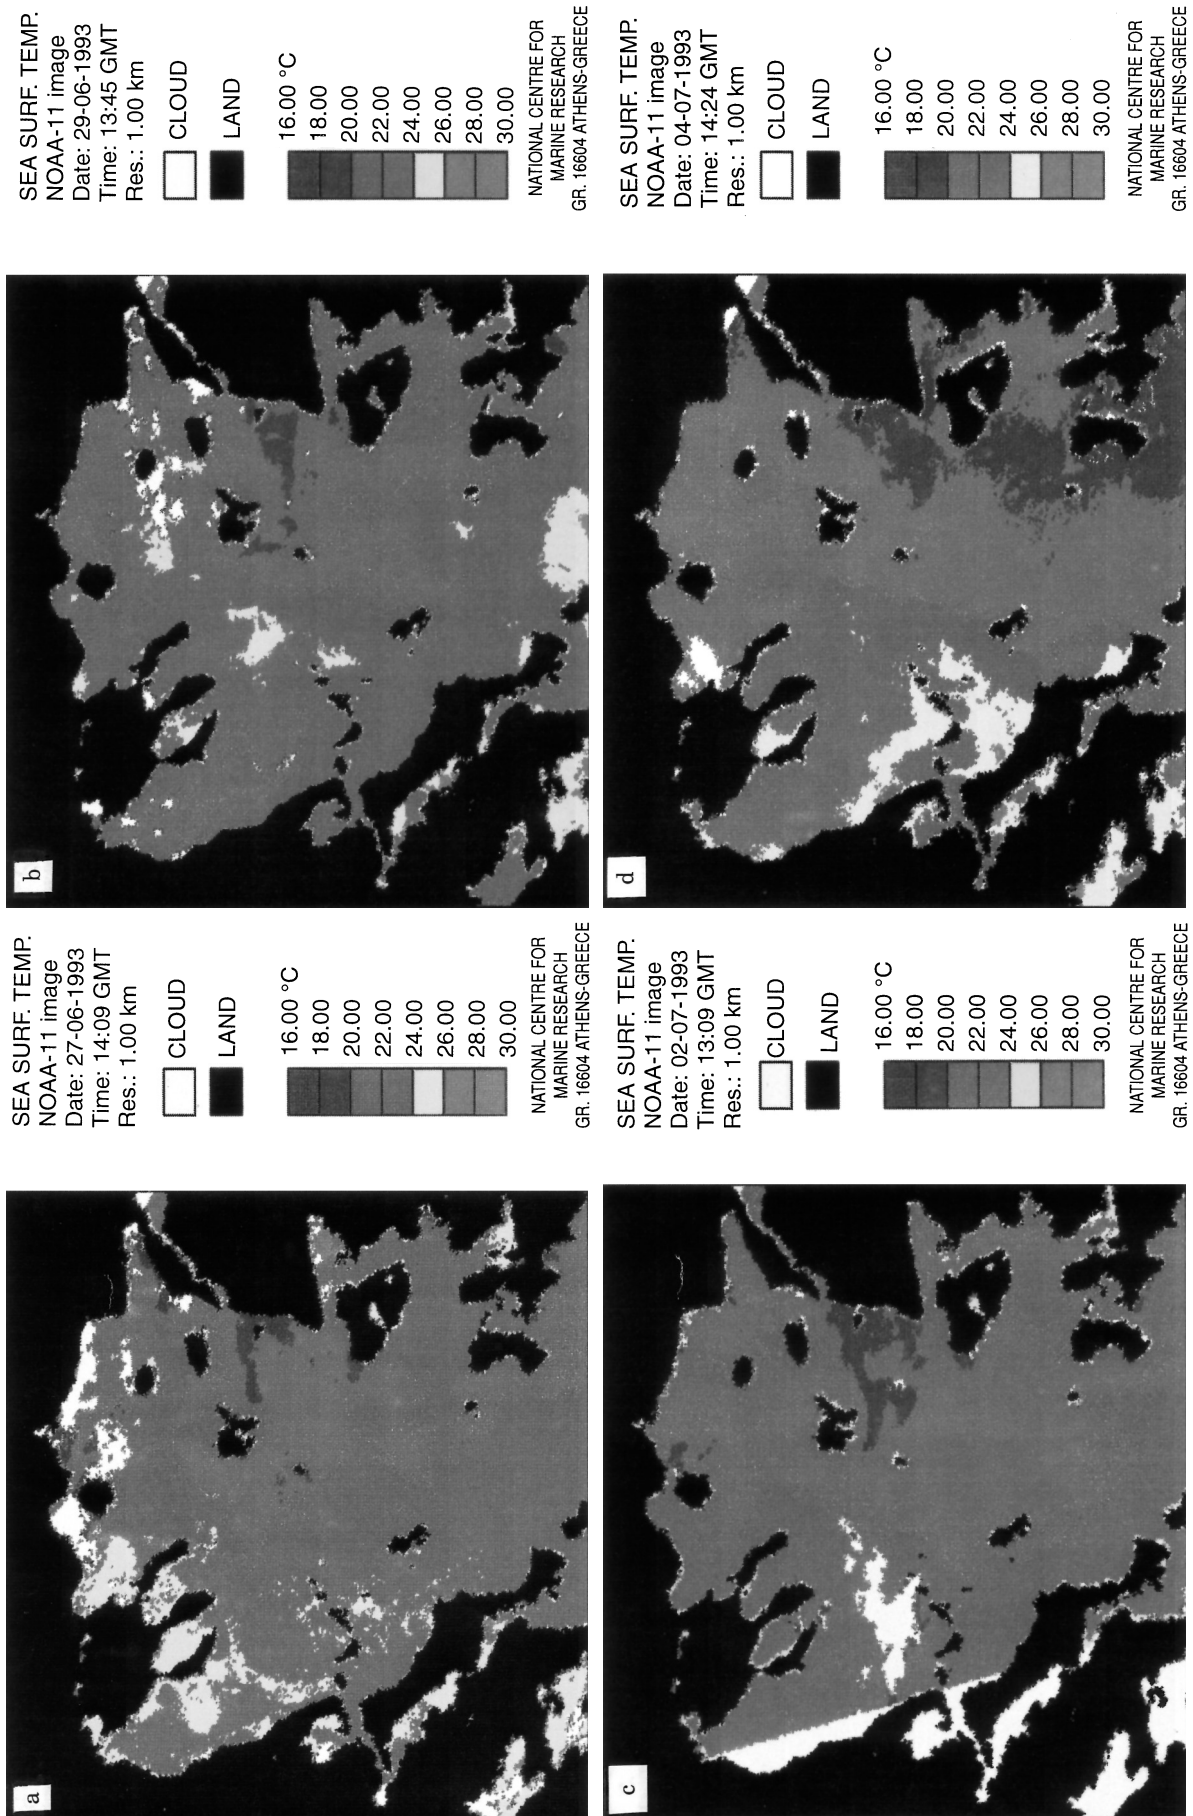 a
SEA SURF. TEMP.
NOAA-11 image
Date: 27-06-1993
Time: 14:09 GMT
Res.: 1.00 km
CLOUD
LAND
16.00 °C
18.00
20.00
22.00
24.00
26.00
28.00
30.00
NATIONAL CENTRE FOR
MARINE RESEARCH
GR. 16604 ATHENS-GREECE
b
SEA SURF. TEMP.
NOAA-11 image
Date: 29-06-1993
Time: 13:45 GMT
Res.: 1.00 km
CLOUD
LAND
16.00 °C
18.00
20.00
22.00
24.00
26.00
28.00
30.00
NATIONAL CENTRE FOR
MARINE RESEARCH
GR. 16604 ATHENS-GREECE
c
SEA SURF. TEMP.
NOAA-11 image
Date: 02-07-1993
Time: 13:09 GMT
Res.: 1.00 km
CLOUD
LAND
16.00 °C
18.00
20.00
22.00
24.00
26.00
28.00
30.00
NATIONAL CENTRE FOR
MARINE RESEARCH
GR. 16604 ATHENS-GREECE
d
SEA SURF. TEMP.
NOAA-11 image
Date: 04-07-1993
Time: 14:24 GMT
Res.: 1.00 km
CLOUD
LAND
16.00 °C
18.00
20.00
22.00
24.00
26.00
28.00
30.00
NATIONAL CENTRE FOR
MARINE RESEARCH
GR. 16604 ATHENS-GREECE